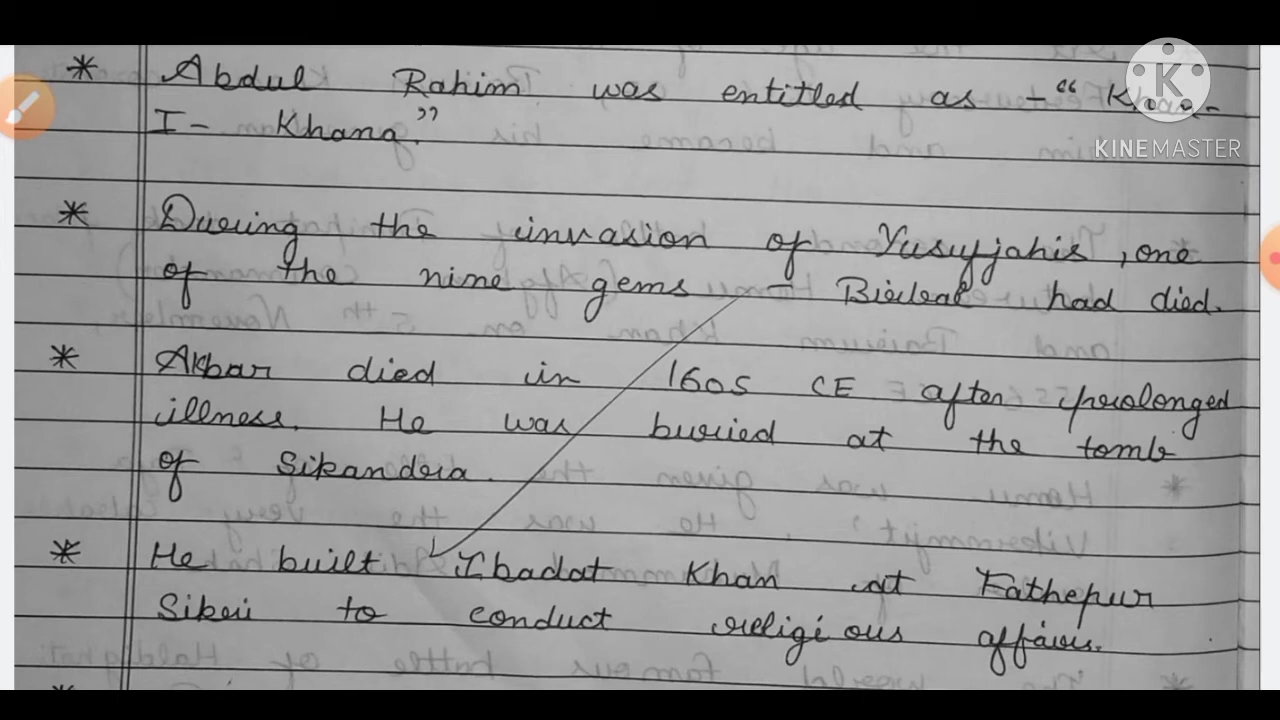 * Abdul Rahim was entitled as - "Khan-
I - Khana."
KINEMASTER
* During the invasion of Yusufjahis, one
of the nine gems - Birbal had died.
* Akbar died in 1605 CE after prolonged
illness. He was buried at the tomb
of Sikandra.
* He built Ibadat Khan at Fathepur
Sikri to conduct religious affairs.